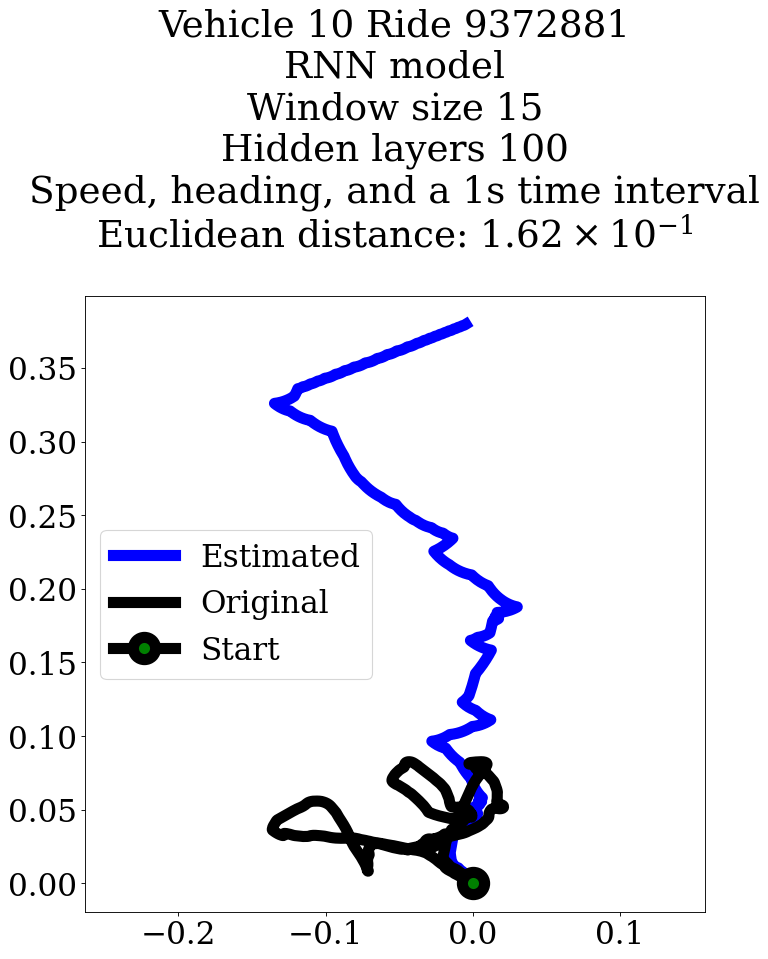 Vehicle 10 Ride 9372881
RNN model
Window size 15
Hidden layers 100
Speed, heading, and a 1s time interval
Euclidean distance: 1.62 × 10⁻¹
0.35
0.30
0.25
0.20
0.15
0.10
0.05
0.00
Estimated
Original
Start
−0.2
−0.1
0.0
0.1